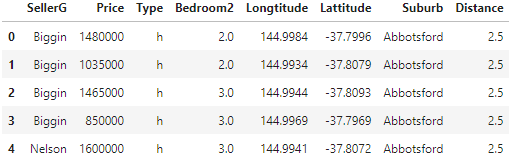 SellerG Price Type Bedroom2 Longtitude Lattitude Suburb Distance
0 Biggin 1480000 h 2.0 144.9984 -37.7996 Abbotsford 2.5
1 Biggin 1035000 h 2.0 144.9934 -37.8079 Abbotsford 2.5
2 Biggin 1465000 h 3.0 144.9944 -37.8093 Abbotsford 2.5
3 Biggin 850000 h 3.0 144.9969 -37.7969 Abbotsford 2.5
4 Nelson 1600000 h 3.0 144.9941 -37.8072 Abbotsford 2.5